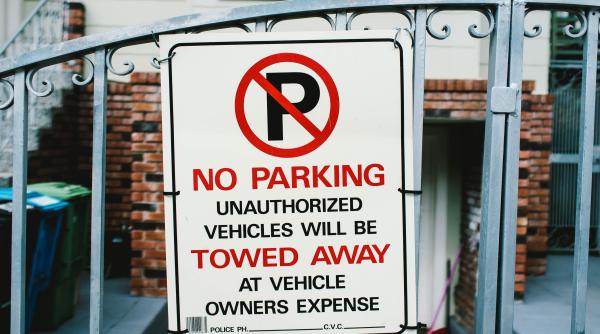 P
NO PARKING
UNAUTHORIZED
VEHICLES WILL BE
TOWED AWAY
AT VEHICLE
OWNERS EXPENSE
POLICE PH. C.V.C.